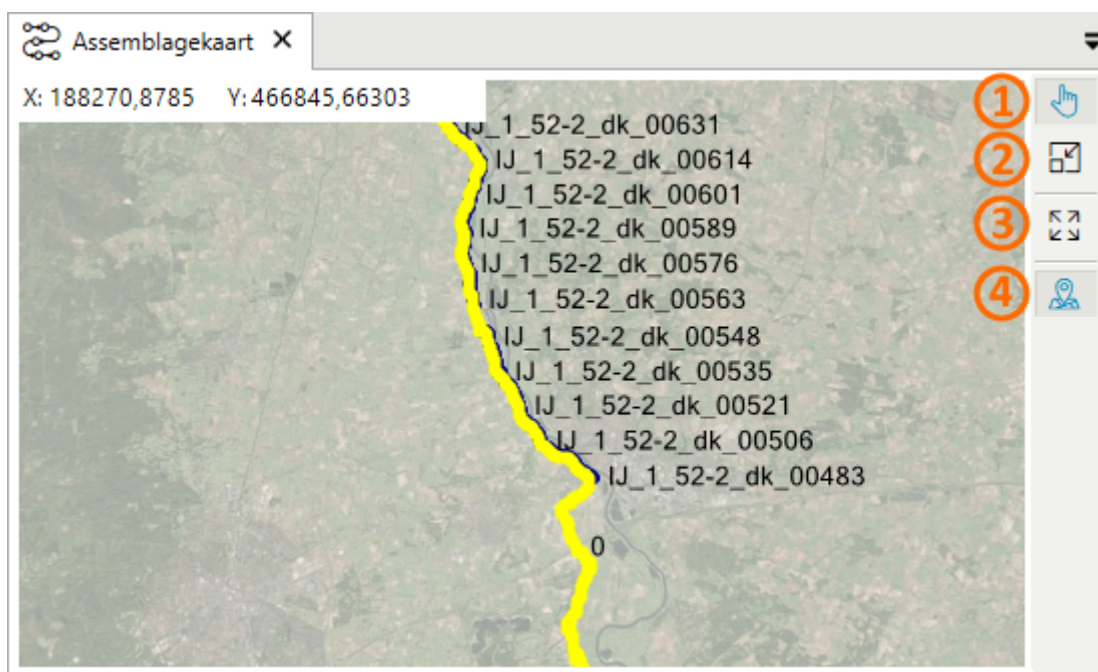 Assemblagekaart
X: 188270,8785 Y: 466845,66303
1
IJ_1_52-2_dk_00631
2
IJ_1_52-2_dk_00614
IJ_1_52-2_dk_00601
3
IJ_1_52-2_dk_00589
IJ_1_52-2_dk_00576
4
IJ_1_52-2_dk_00563
IJ_1_52-2_dk_00548
IJ_1_52-2_dk_00535
IJ_1_52-2_dk_00521
IJ_1_52-2_dk_00506
IJ_1_52-2_dk_00483
0